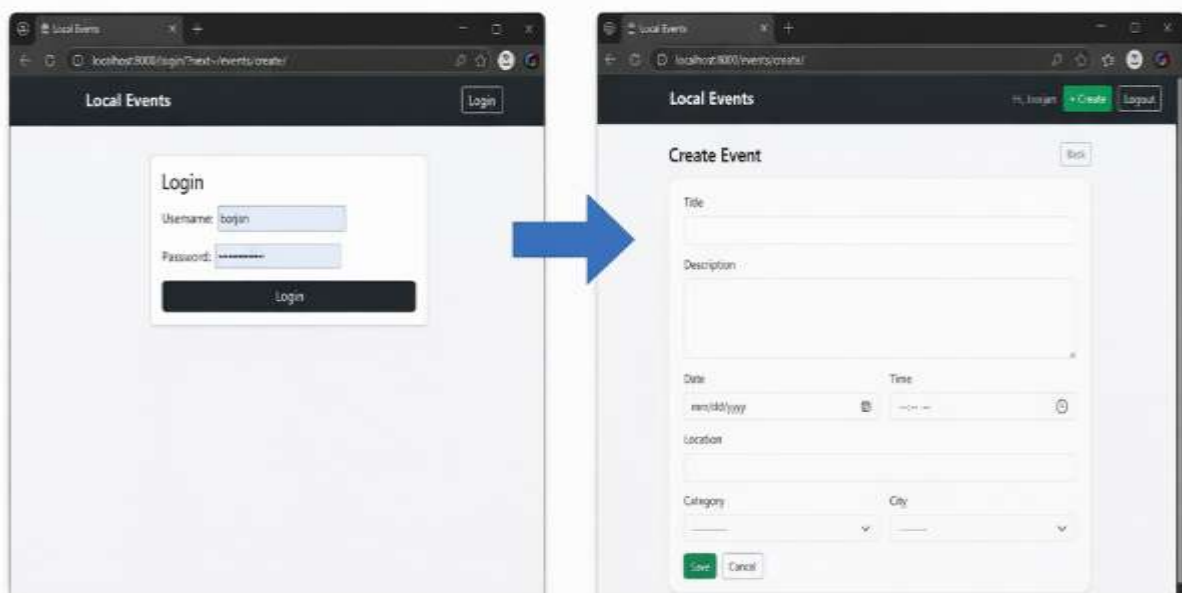 Local Events
localhost:8000/login/?next=/events/create/
Local Events
Login
Login
Username: borjan
Password:
Login
Local Events
localhost:8000/events/create/
Local Events
Hi, borjan + Create Logout
Create Event
Back
Title
Description
Date Time
mm/dd/yyyy --:-- --
Location
Category City
--------- ---------
Save Cancel